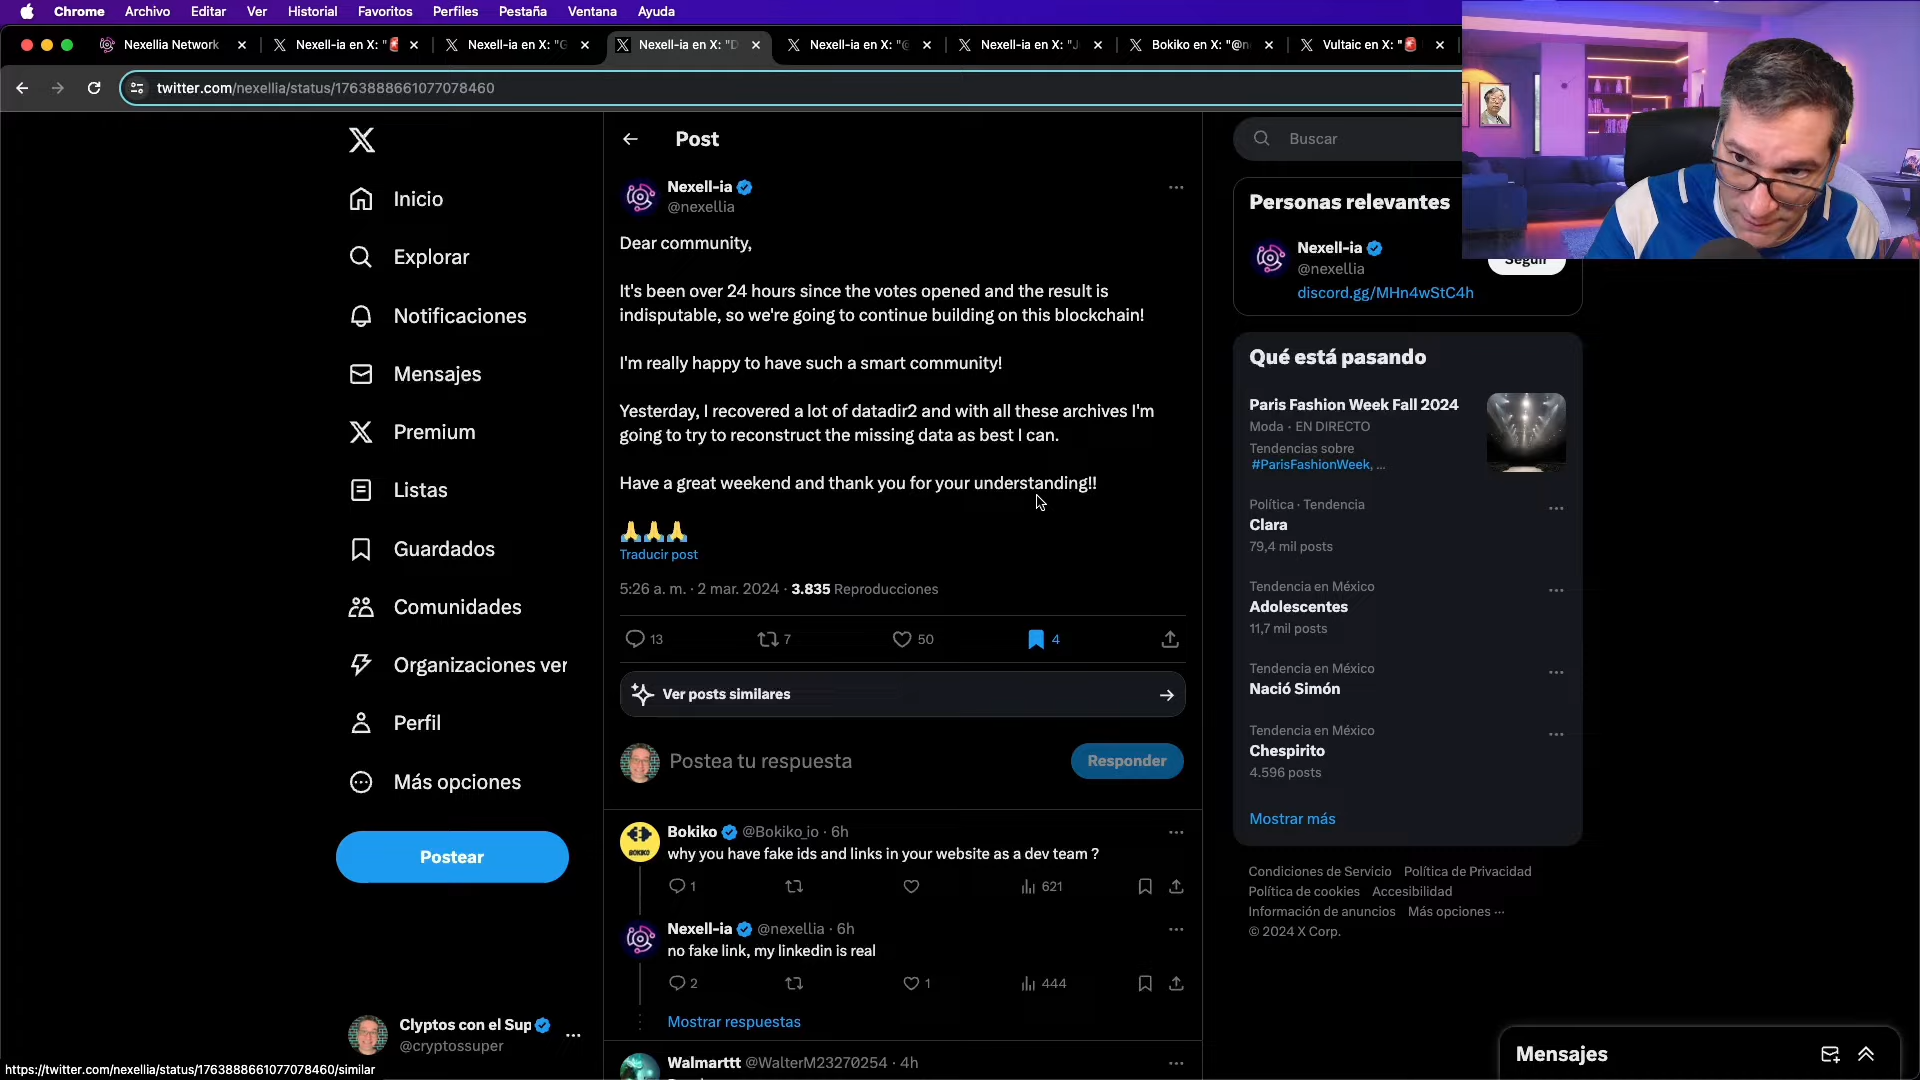 Chrome Archivo Editar Ver Historial Favoritos Perfiles Pestaña Ventana Ayuda
Nexellia Network
Nexell-ia en X: "🚨
Nexell-ia en X: "G
Nexell-ia en X: "D
Nexell-ia en X: "@
Nexell-ia en X: "J
Bokiko en X: "@n
Vultaic en X: "🚨
twitter.com/nexellia/status/1763888661077078460
Inicio
Explorar
Notificaciones
Mensajes
Premium
Listas
Guardados
Comunidades
Organizaciones ver
Perfil
Más opciones
Postear
Clyptos con el Sup
@cryptossuper
https://twitter.com/nexellia/status/1763888661077078460/similar
Post
Nexell-ia
@nexellia
Dear community,
It's been over 24 hours since the votes opened and the result is
indisputable, so we're going to continue building on this blockchain!
I'm really happy to have such a smart community!
Yesterday, I recovered a lot of datadir2 and with all these archives I'm
going to try to reconstruct the missing data as best I can.
Have a great weekend and thank you for your understanding!!
🙏🙏🙏
Traducir post
5:26 a. m. · 2 mar. 2024 · 3.835 Reproducciones
13 7 50 4
Ver posts similares
Postea tu respuesta
Responder
Bokiko @Bokiko_io · 6h
why you have fake ids and links in your website as a dev team ?
1 621
Nexell-ia @nexellia · 6h
no fake link, my linkedin is real
2 1 444
Mostrar respuestas
Walmarttt @WalterM23270254 · 4h
Buscar
Personas relevantes
Nexell-ia
@nexellia
Seguir
discord.gg/MHn4wStC4h
Qué está pasando
Paris Fashion Week Fall 2024
Moda · EN DIRECTO
Tendencias sobre
#ParisFashionWeek, ...
Política · Tendencia
Clara
79,4 mil posts
Tendencia en México
Adolescentes
11,7 mil posts
Tendencia en México
Nació Simón
Tendencia en México
Chespirito
4.596 posts
Mostrar más
Condiciones de Servicio Política de Privacidad
Política de cookies Accesibilidad
Información de anuncios Más opciones ···
© 2024 X Corp.
Mensajes